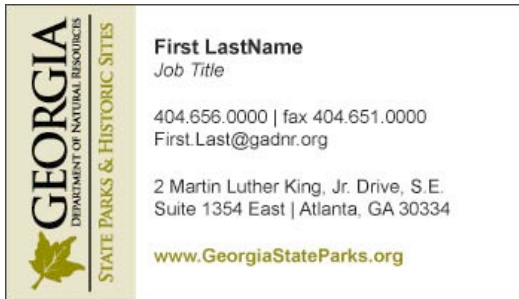 GEORGIA
DEPARTMENT OF NATURAL RESOURCES
STATE PARKS & HISTORIC SITES
First LastName
Job Title
404.656.0000 | fax 404.651.0000
First.Last@gadnr.org
2 Martin Luther King, Jr. Drive, S.E.
Suite 1354 East | Atlanta, GA 30334
www.GeorgiaStateParks.org